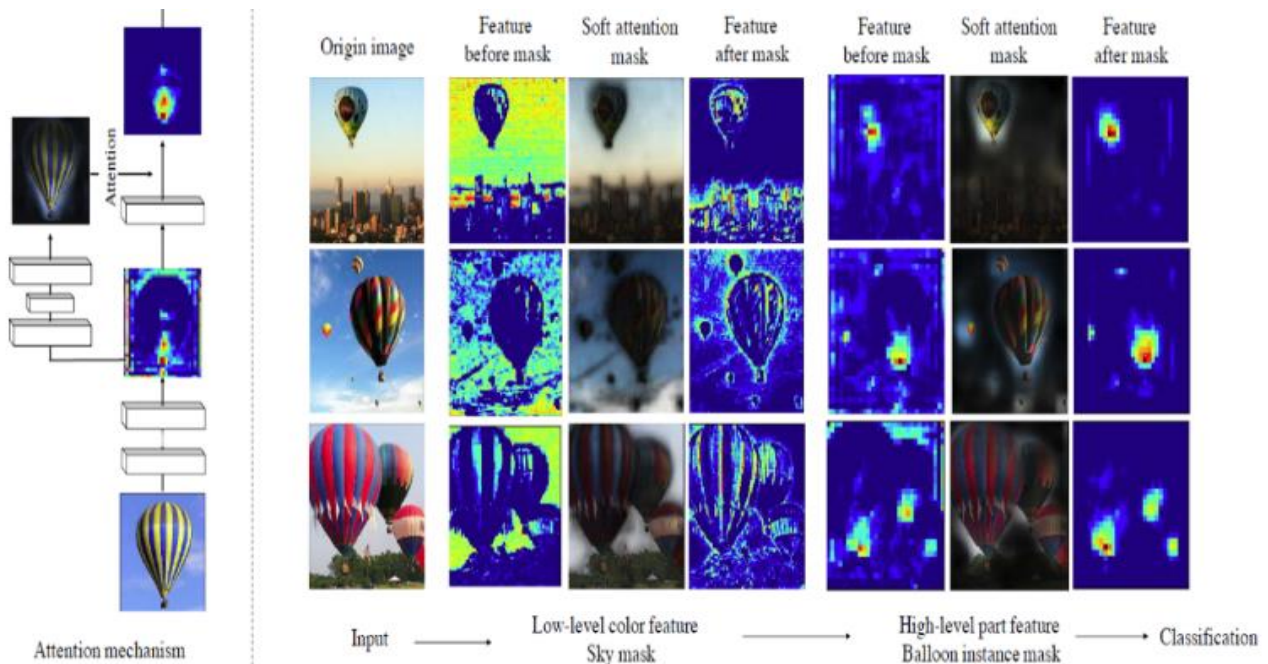 Attention
Attention mechanism
Origin image
Feature
before mask
Soft attention
mask
Feature
after mask
Feature
before mask
Soft attention
mask
Feature
after mask
Input
Low-level color feature
Sky mask
High-level part feature
Balloon instance mask
Classification